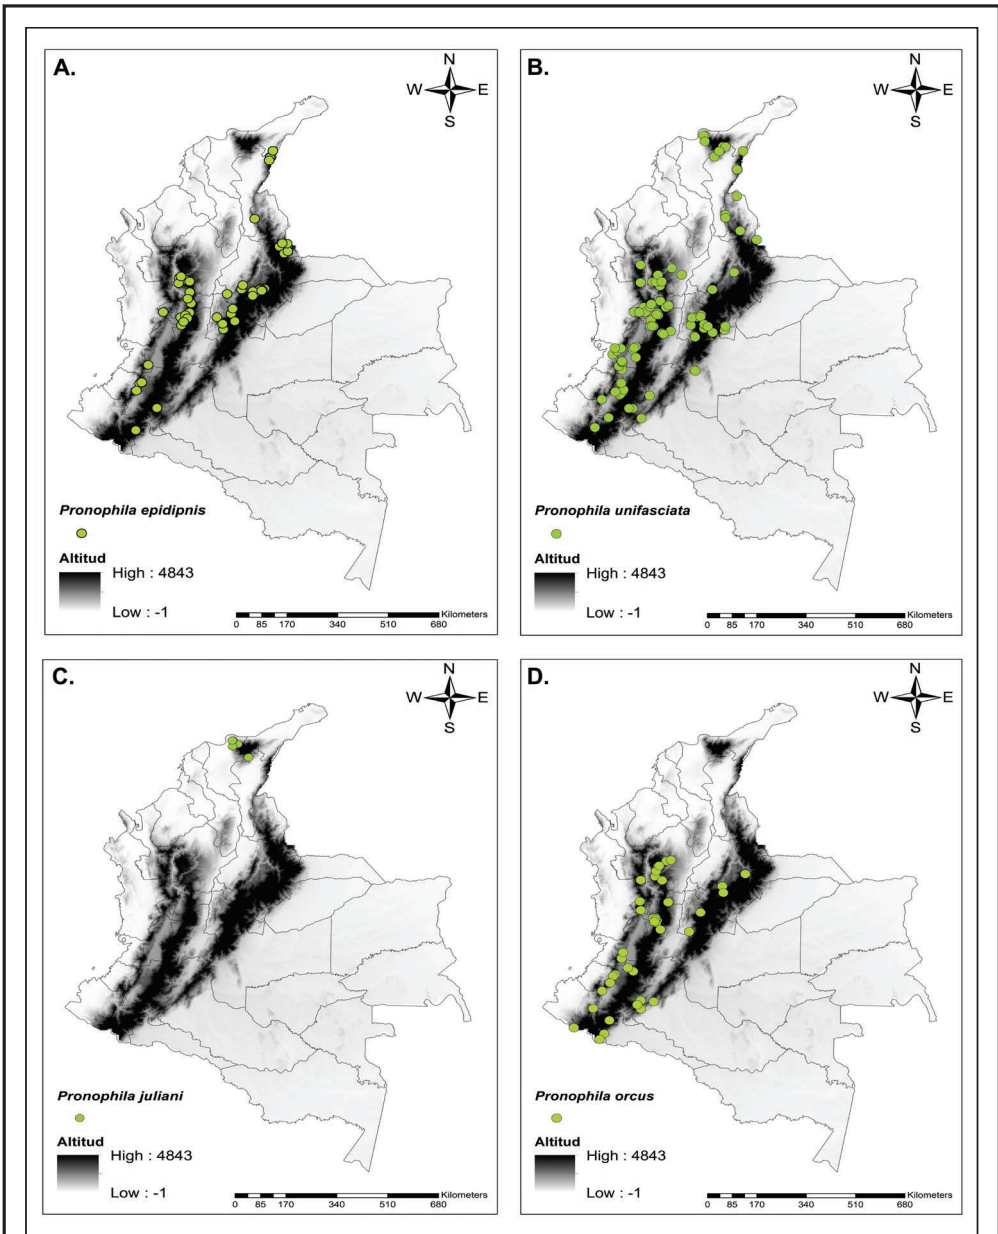 A.
N
W E
S
Pronophila epidipnis
Altitud
High : 4843
Low : -1
Kilometers
0 85 170 340 510 680
B.
N
W E
S
Pronophila unifasciata
Altitud
High : 4843
Low : -1
Kilometers
0 85 170 340 510 680
C.
N
W E
S
Pronophila juliani
Altitud
High : 4843
Low : -1
Kilometers
0 85 170 340 510 680
D.
N
W E
S
Pronophila orcus
Altitud
High : 4843
Low : -1
Kilometers
0 85 170 340 510 680